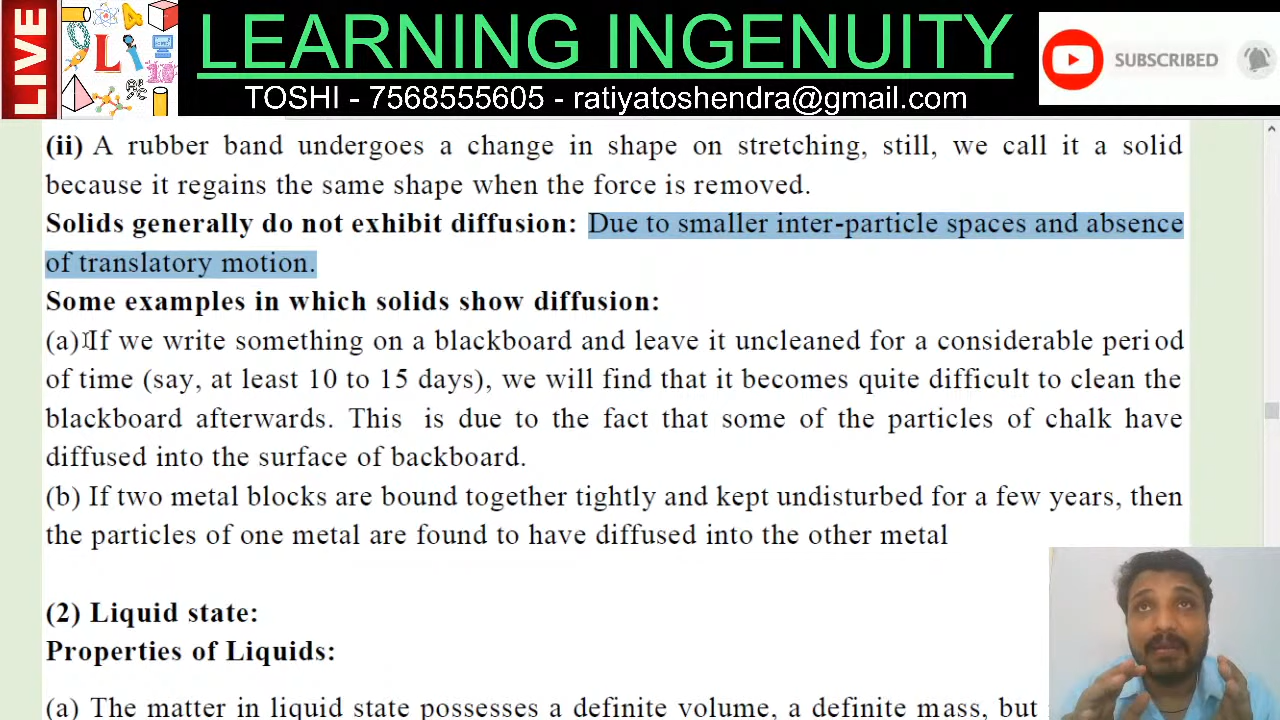 LIVE
LEARNING INGENUITY
TOSHI - 7568555605 - ratiyatoshendra@gmail.com
SUBSCRIBED
(ii) A rubber band undergoes a change in shape on stretching, still, we call it a solid
because it regains the same shape when the force is removed.
Solids generally do not exhibit diffusion: Due to smaller inter-particle spaces and absence
of translatory motion.
Some examples in which solids show diffusion:
(a) If we write something on a blackboard and leave it uncleaned for a considerable period
of time (say, at least 10 to 15 days), we will find that it becomes quite difficult to clean the
blackboard afterwards. This is due to the fact that some of the particles of chalk have
diffused into the surface of backboard.
(b) If two metal blocks are bound together tightly and kept undisturbed for a few years, then
the particles of one metal are found to have diffused into the other metal
(2) Liquid state:
Properties of Liquids:
(a) The matter in liquid state possesses a definite volume, a definite mass, but